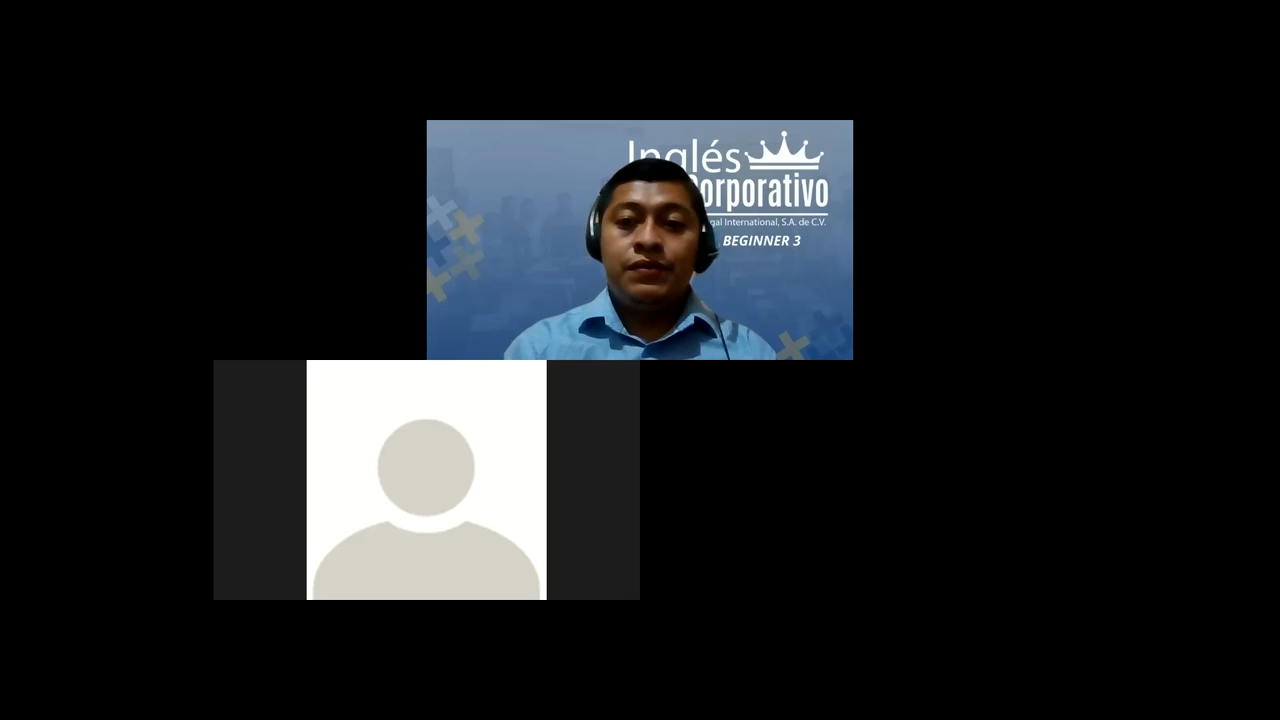 Inglés
Corporativo
International, S.A. de C.V.
BEGINNER 3